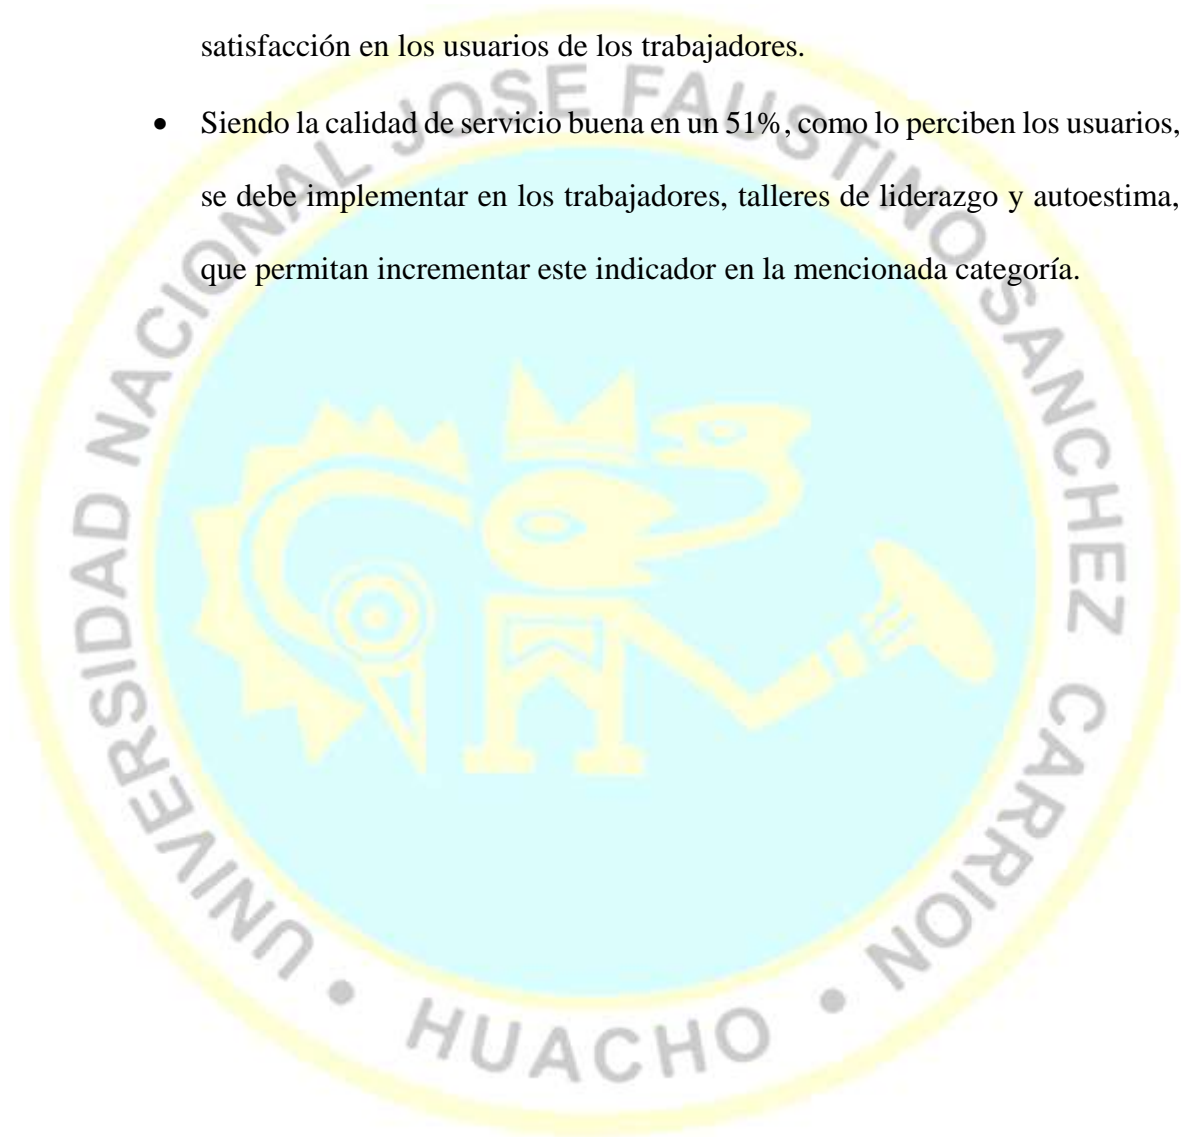 satisfacción en los usuarios de los trabajadores.
• Siendo la calidad de servicio buena en un 51%, como lo perciben los usuarios,
se debe implementar en los trabajadores, talleres de liderazgo y autoestima,
que permitan incrementar este indicador en la mencionada categoría.
UNIVERSIDAD NACIONAL JOSE FAUSTINO SANCHEZ CARRION • HUACHO •